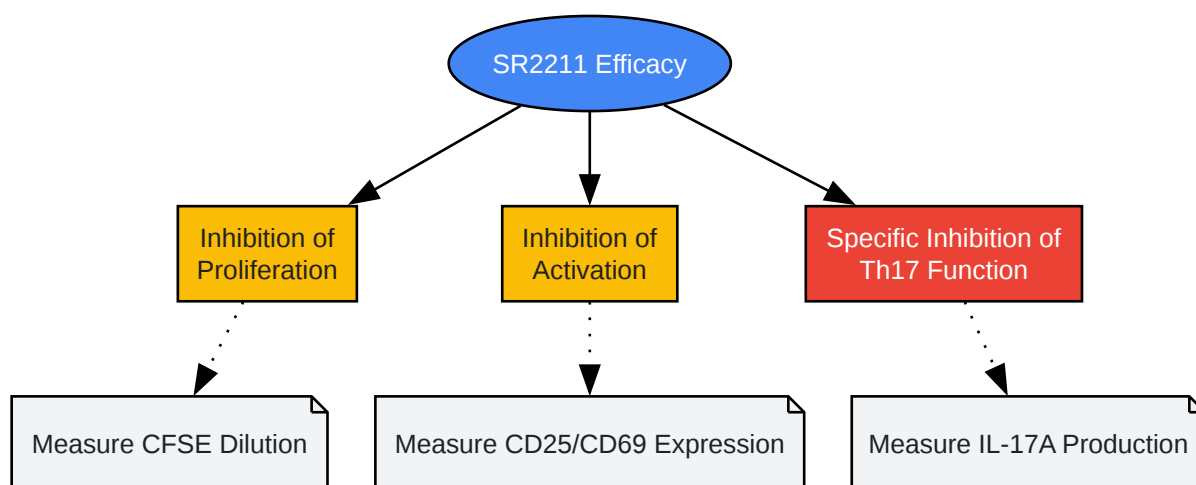 SR2211 Efficacy
Inhibition of
Proliferation
Inhibition of
Activation
Specific Inhibition of
Th17 Function
Measure CFSE Dilution
Measure CD25/CD69 Expression
Measure IL-17A Production